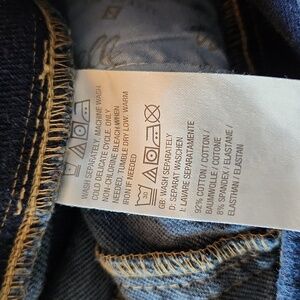 WASH SEPARATELY. MACHINE WASH
COLD DELICATE CYCLE. ONLY
NON-CHLORINE BLEACH WHEN
NEEDED. TUMBLE DRY LOW. WARM
IRON IF NEEDED
GB: WASH SEPARATELY /
D: SEPARAT WASCHEN /
I: LAVARE SEPARATAMENTE
92% COTTON / COTTON /
BAUMWOLLE / COTONE
8% SPANDEX / ELASTANE /
ELASTHAN / ELASTAN